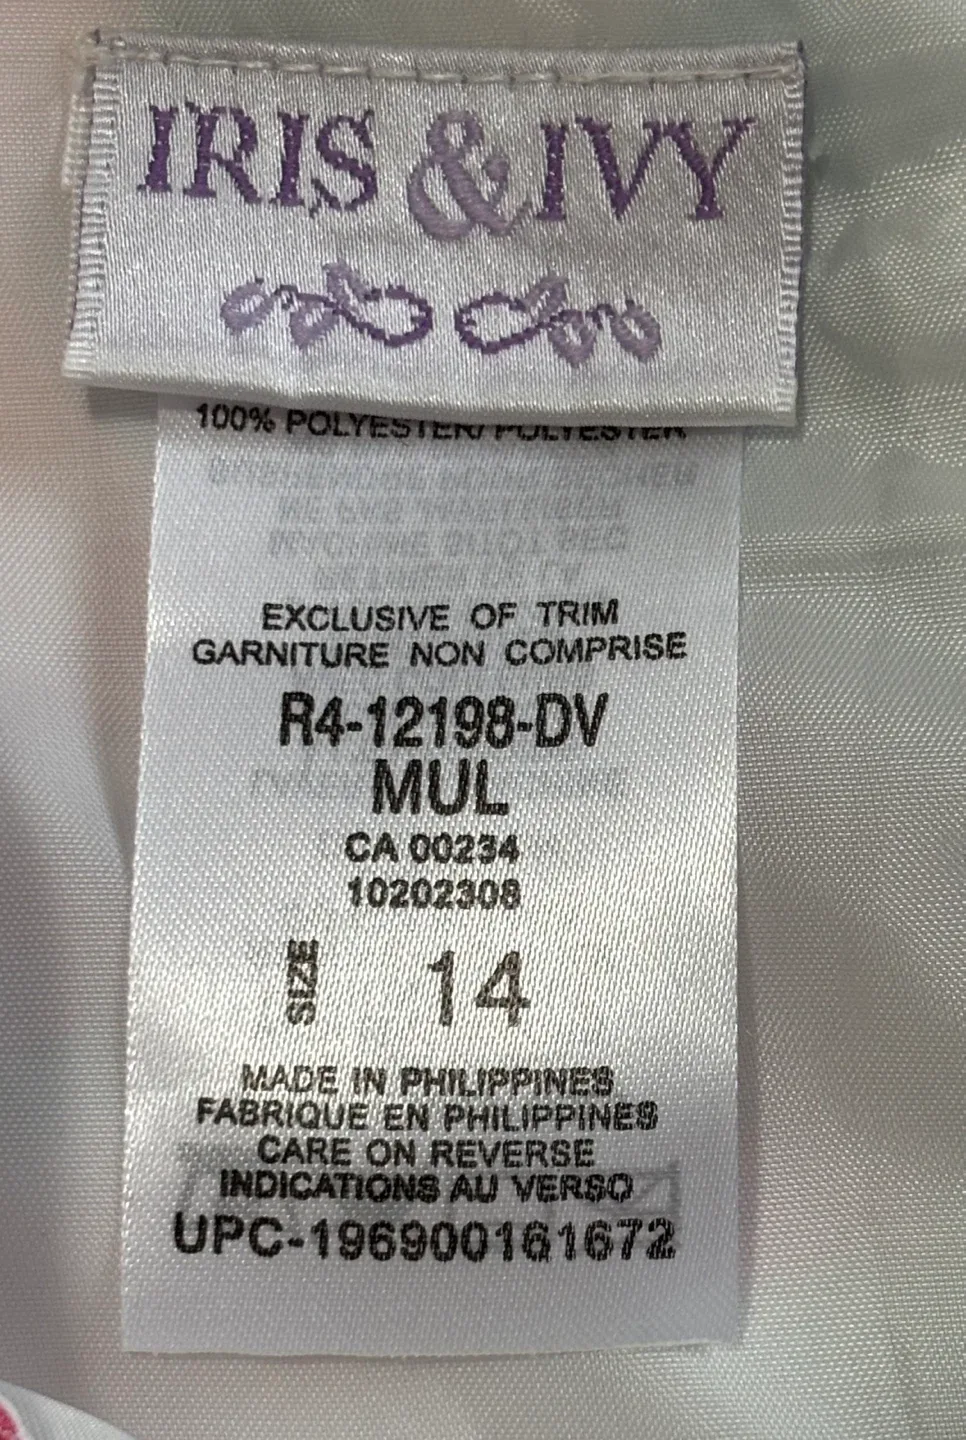 IRIS & IVY
100% POLYESTER/POLYESTER
EXCLUSIVE OF TRIM
GARNITURE NON COMPRISE
R4-12198-DV
MUL
CA 00234
10202308
SIZE 14
MADE IN PHILIPPINES
FABRIQUE EN PHILIPPINES
CARE ON REVERSE
INDICATIONS AU VERSO
UPC-196900161672